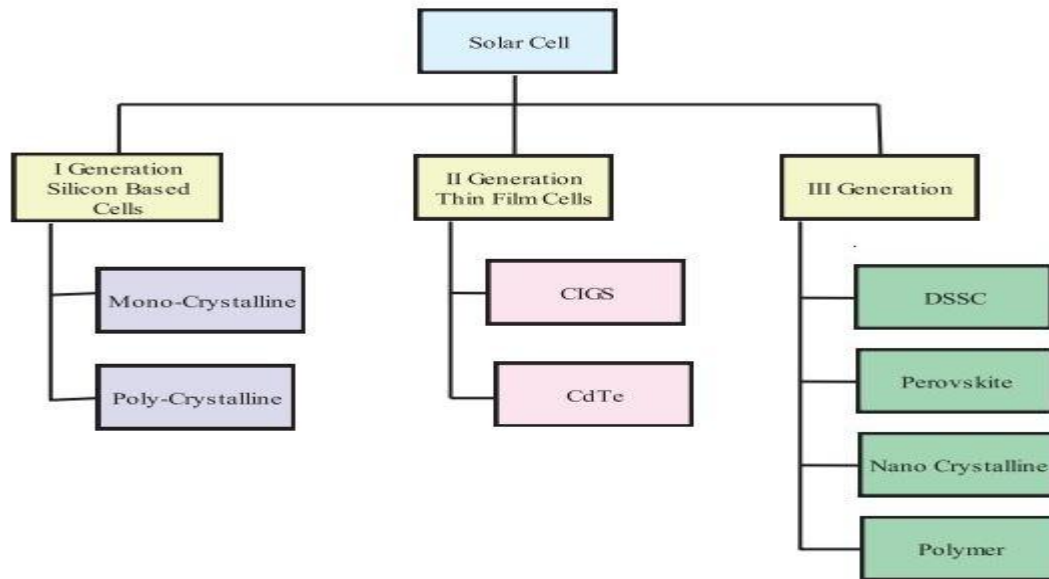 Solar Cell
I Generation
Silicon Based
Cells
II Generation
Thin Film Cells
III Generation
Mono-Crystalline
Poly-Crystalline
CIGS
CdTe
DSSC
Perovskite
Nano Crystalline
Polymer